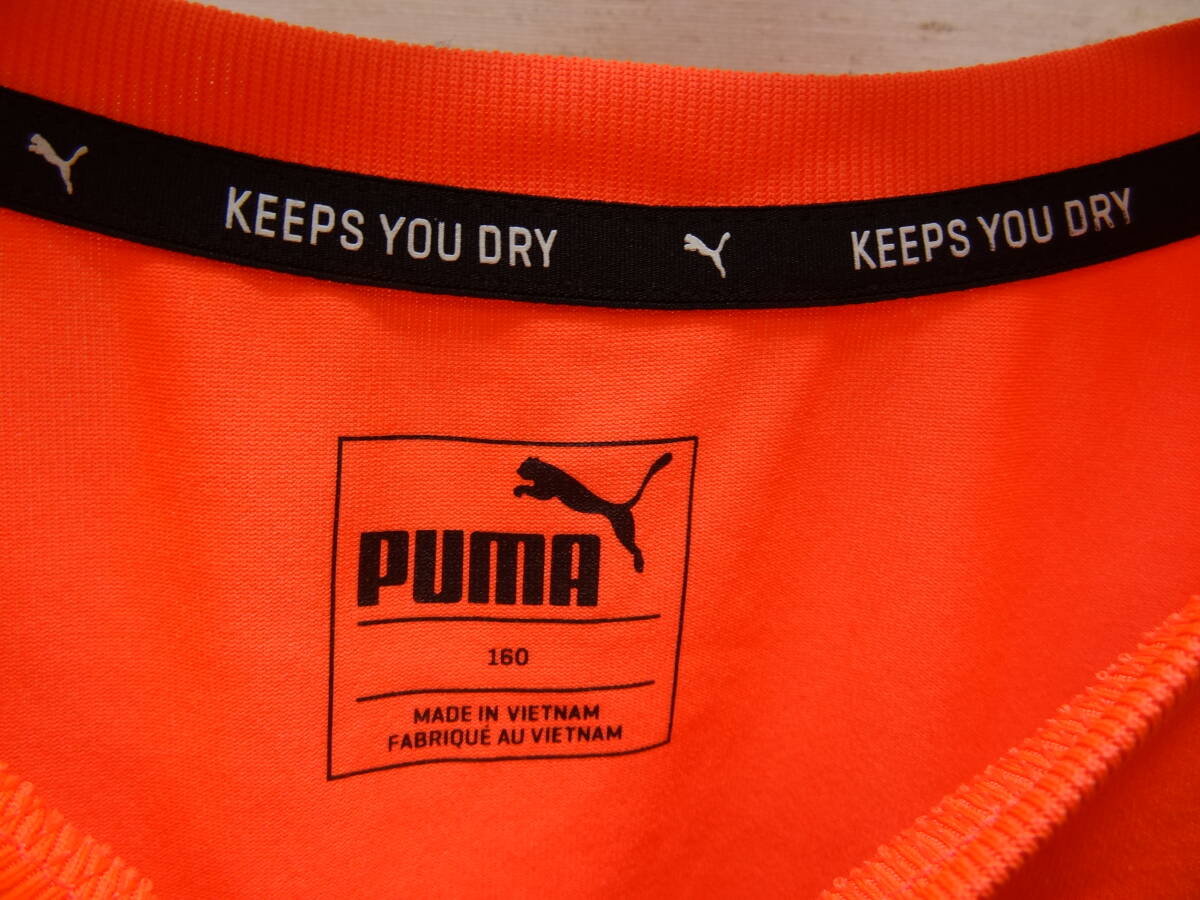 KEEPS YOU DRY KEEPS YOU DRY
PUMA
160
MADE IN VIETNAM
FABRIQUÉ AU VIETNAM